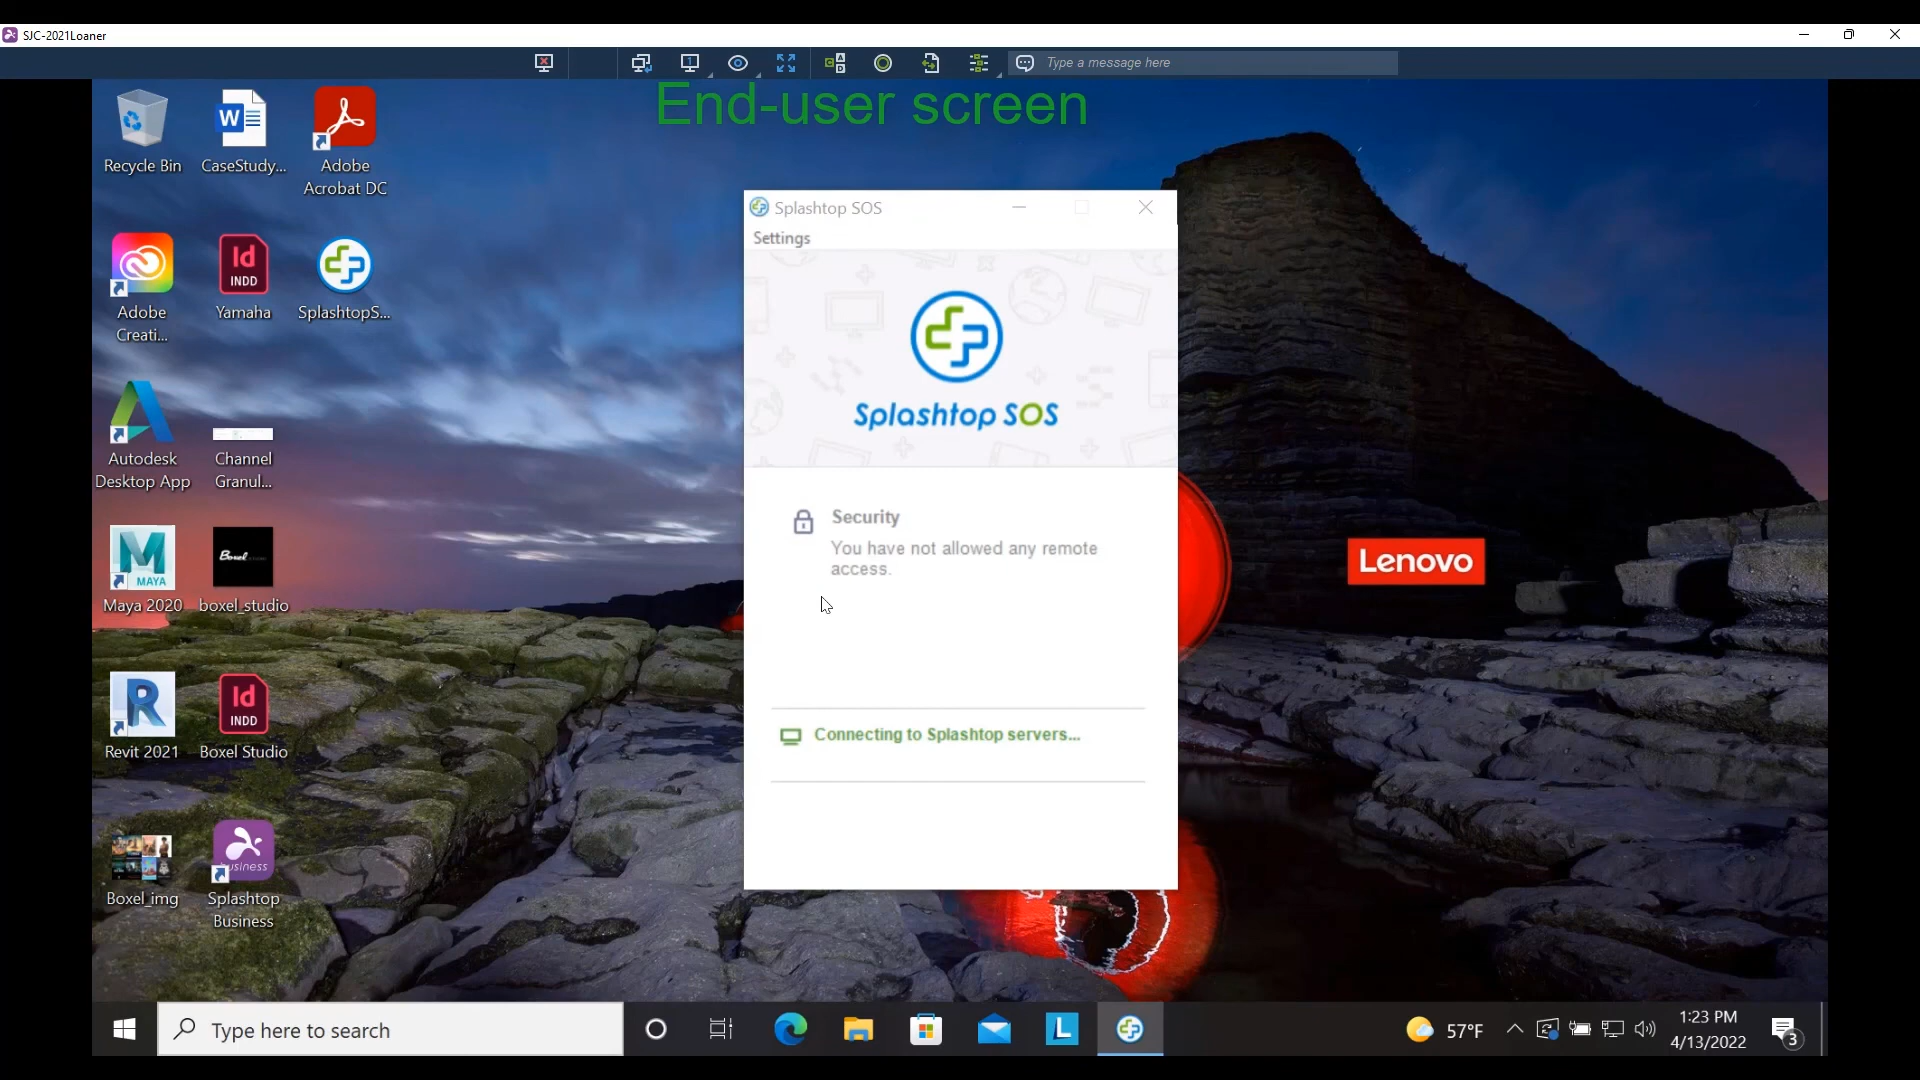 SJC-2021Loaner
Type a message here
End-user screen
Recycle Bin
CaseStudy...
Adobe
Acrobat DC
Adobe
Creati...
Yamaha
SplashtopS...
Autodesk
Desktop App
Channel
Granul...
MAYA
Maya 2020
Boxel
boxel_studio
Id
INDD
Revit 2021
Id
INDD
Boxel Studio
Boxel_img
business
Splashtop
Business
Splashtop SOS
Settings
Splashtop SOS
Security
You have not allowed any remote
access.
Connecting to Splashtop servers...
Lenovo
Type here to search
57°F
1:23 PM
4/13/2022
3